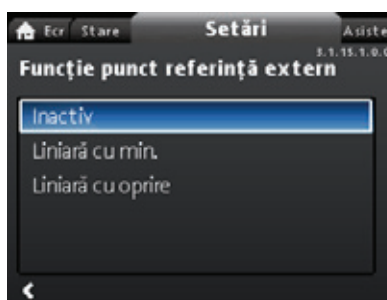 Ecr Stare Setări Asiste
3.1.15.1.0.0
Funcție punct referință extern
Inactiv
Liniară cu min.
Liniară cu oprire